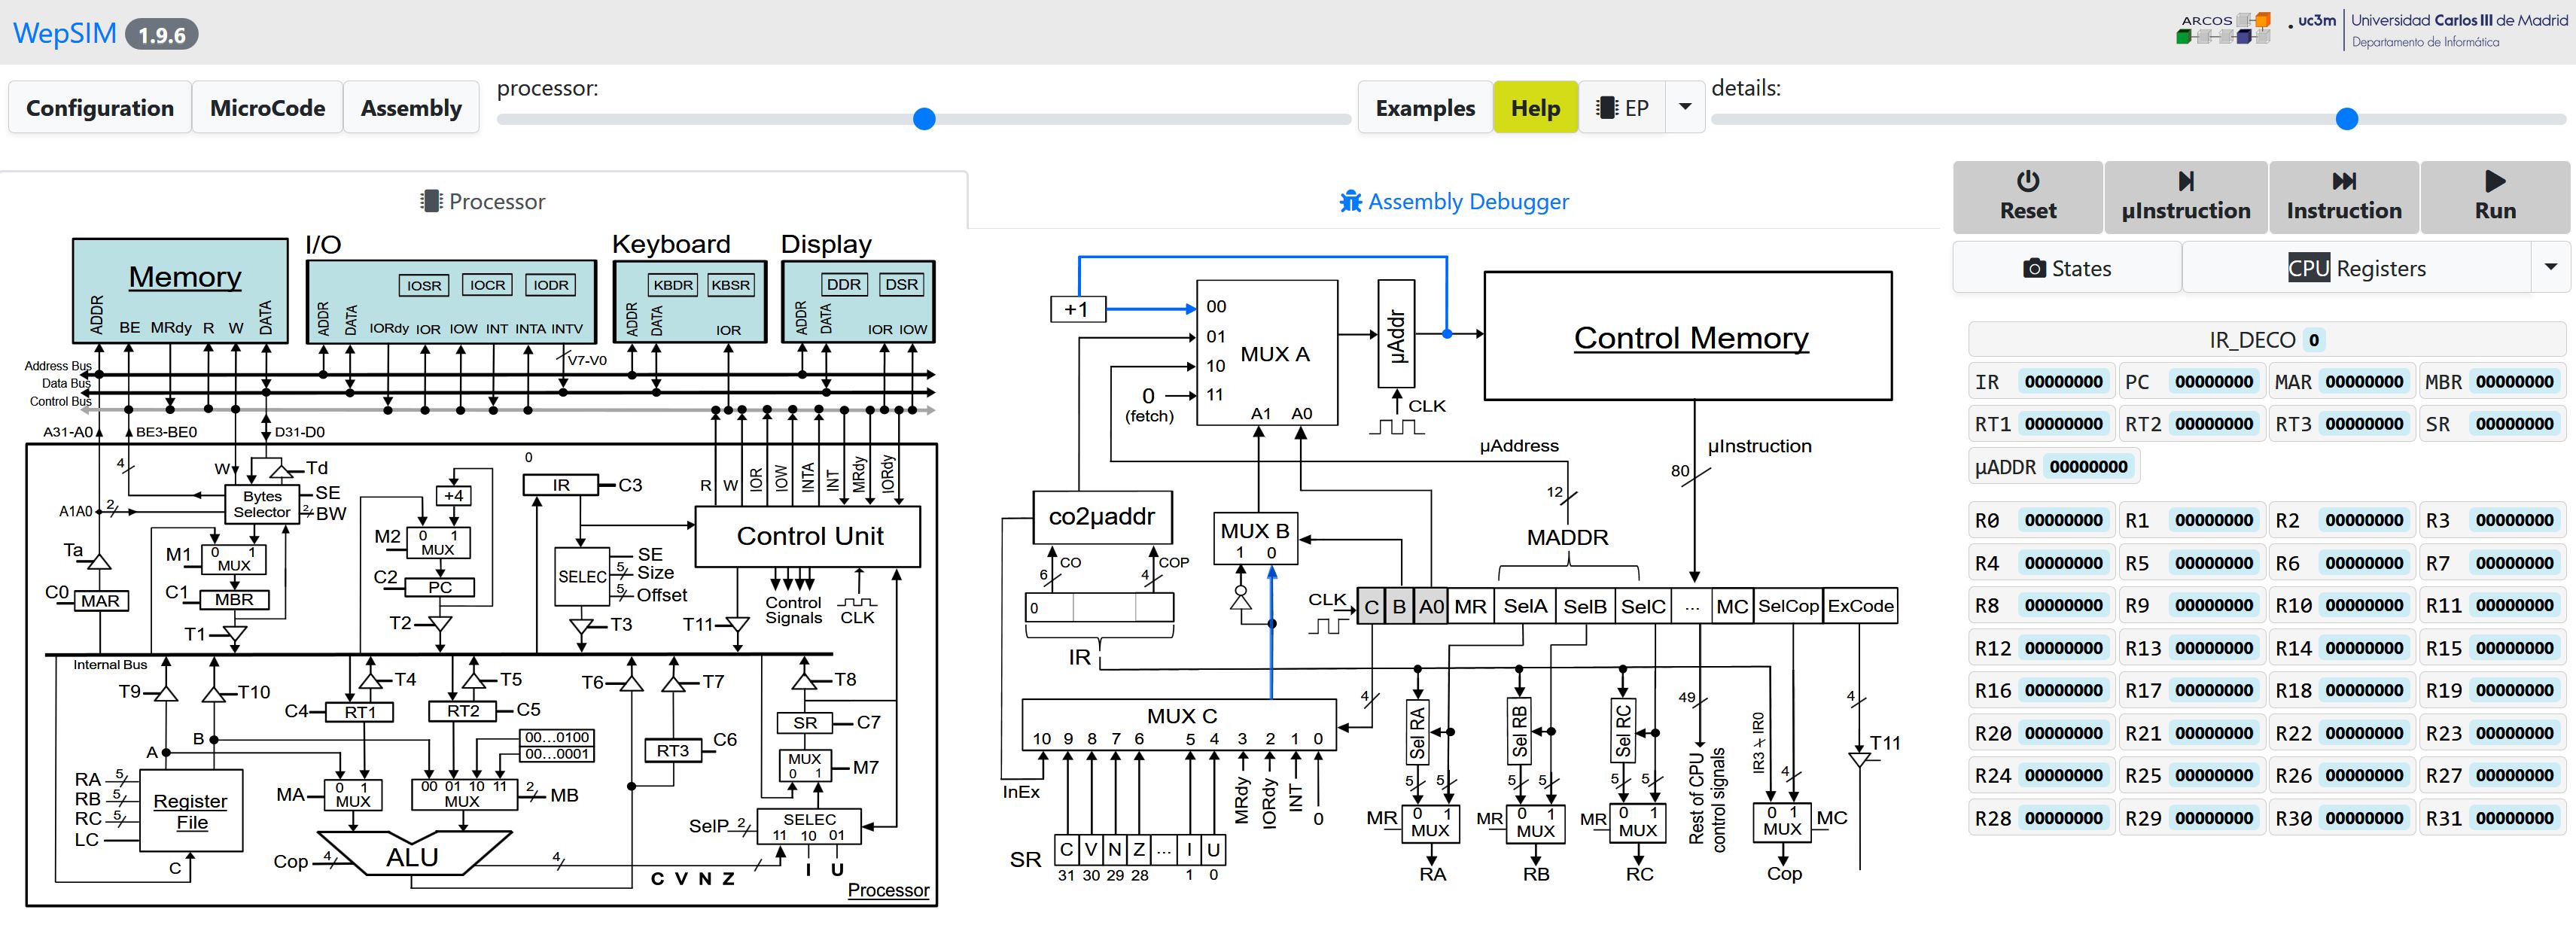 WepSIM 1.9.6
ARCOS
uc3m Universidad Carlos III de Madrid
Departamento de Informática
Configuration MicroCode Assembly
processor:
Examples Help EP
details:
Processor
Assembly Debugger
Reset µInstruction Instruction Run
States
CPU Registers
Memory
ADDR BE MRdy R W DATA
I/O
IOSR IOCR IODR
ADDR DATA IORdy IOR IOW INT INTA INTV
Keyboard
KBDR KBSR
ADDR DATA IOR
Display
DDR DSR
ADDR DATA IOR IOW
V7-V0
Address Bus
Data Bus
Control Bus
A31-A0 BE3-BE0 D31-D0
4 W Td
Bytes Selector
SE
2 BW
A1A0 2
Ta
M1 0 1 MUX
C0 MAR
C1 MBR
T1
+4
M2 0 1 MUX
C2 PC
T2
0
IR C3
SELEC
SE
5 Size
5 Offset
T3
R W IOR IOW INTA INT MRdy IORdy
Control Unit
Control Signals
CLK
T11
Internal Bus
T9 T10 T4 T5 T6 T7 T8
C4 RT1
RT2 C5
SR C7
B
A
00...0100
00...0001
RT3 C6
MUX 0 1 M7
RA 5
RB 5
RC 5
LC
Register File
C
MA 0 1 MUX
00 01 10 11 MUX 2 MB
SelP 2 SELEC 11 10 01
Cop 4 ALU 4
C V N Z
I U
Processor
+1
00
01
10
11
MUX A
A1 A0
0
(fetch)
µAddr
CLK
Control Memory
µAddress
µInstruction
80
12
co2µaddr
MUX B
1 0
MADDR
6 CO
4 COP
0
IR
CLK
C B A0 MR SelA SelB SelC ... MC SelCop ExCode
MUX C
10 9 8 7 6 5 4 3 2 1 0
4
InEx
MRdy IORdy INT 0
SR C V N Z ... I U
31 30 29 28 1 0
Sel RA
Sel RB
Sel RC
49
Rest of CPU control signals
IR3 - IR0
4
4
T11
5 5
5 5
5 5
MR 0 1 MUX
MR 0 1 MUX
MR 0 1 MUX
0 1 MUX MC
RA RB RC Cop
IR_DECO 0
IR 00000000 PC 00000000 MAR 00000000 MBR 00000000
RT1 00000000 RT2 00000000 RT3 00000000 SR 00000000
µADDR 00000000
R0 00000000 R1 00000000 R2 00000000 R3 00000000
R4 00000000 R5 00000000 R6 00000000 R7 00000000
R8 00000000 R9 00000000 R10 00000000 R11 00000000
R12 00000000 R13 00000000 R14 00000000 R15 00000000
R16 00000000 R17 00000000 R18 00000000 R19 00000000
R20 00000000 R21 00000000 R22 00000000 R23 00000000
R24 00000000 R25 00000000 R26 00000000 R27 00000000
R28 00000000 R29 00000000 R30 00000000 R31 00000000